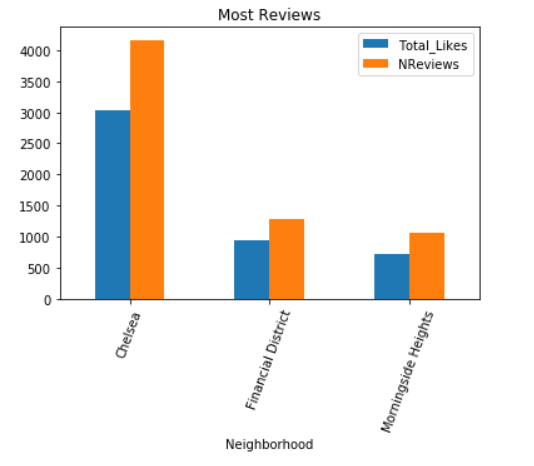 Most Reviews
Total_Likes
NReviews
4000
3500
3000
2500
2000
1500
1000
500
0
Chelsea
Financial District
Morningside Heights
Neighborhood